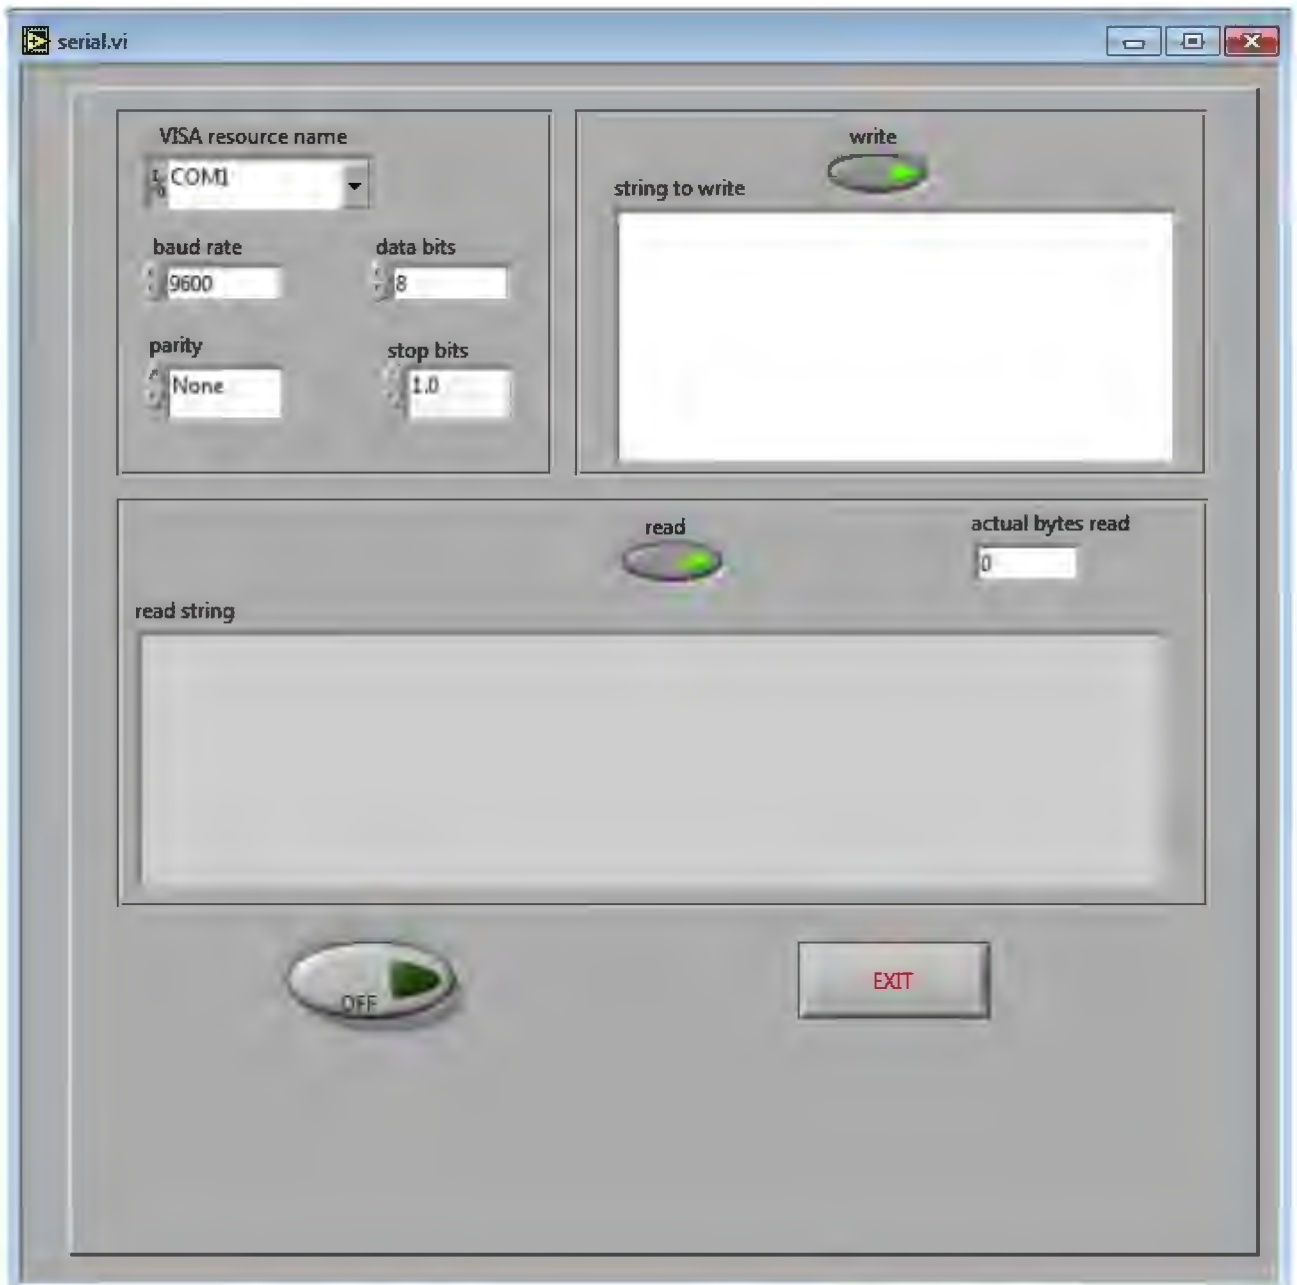 serial.vi
VISA resource name
COM1
baud rate
data bits
9600
8
parity
stop bits
None
1.0
write
string to write
read
actual bytes read
0
read string
OFF
EXIT